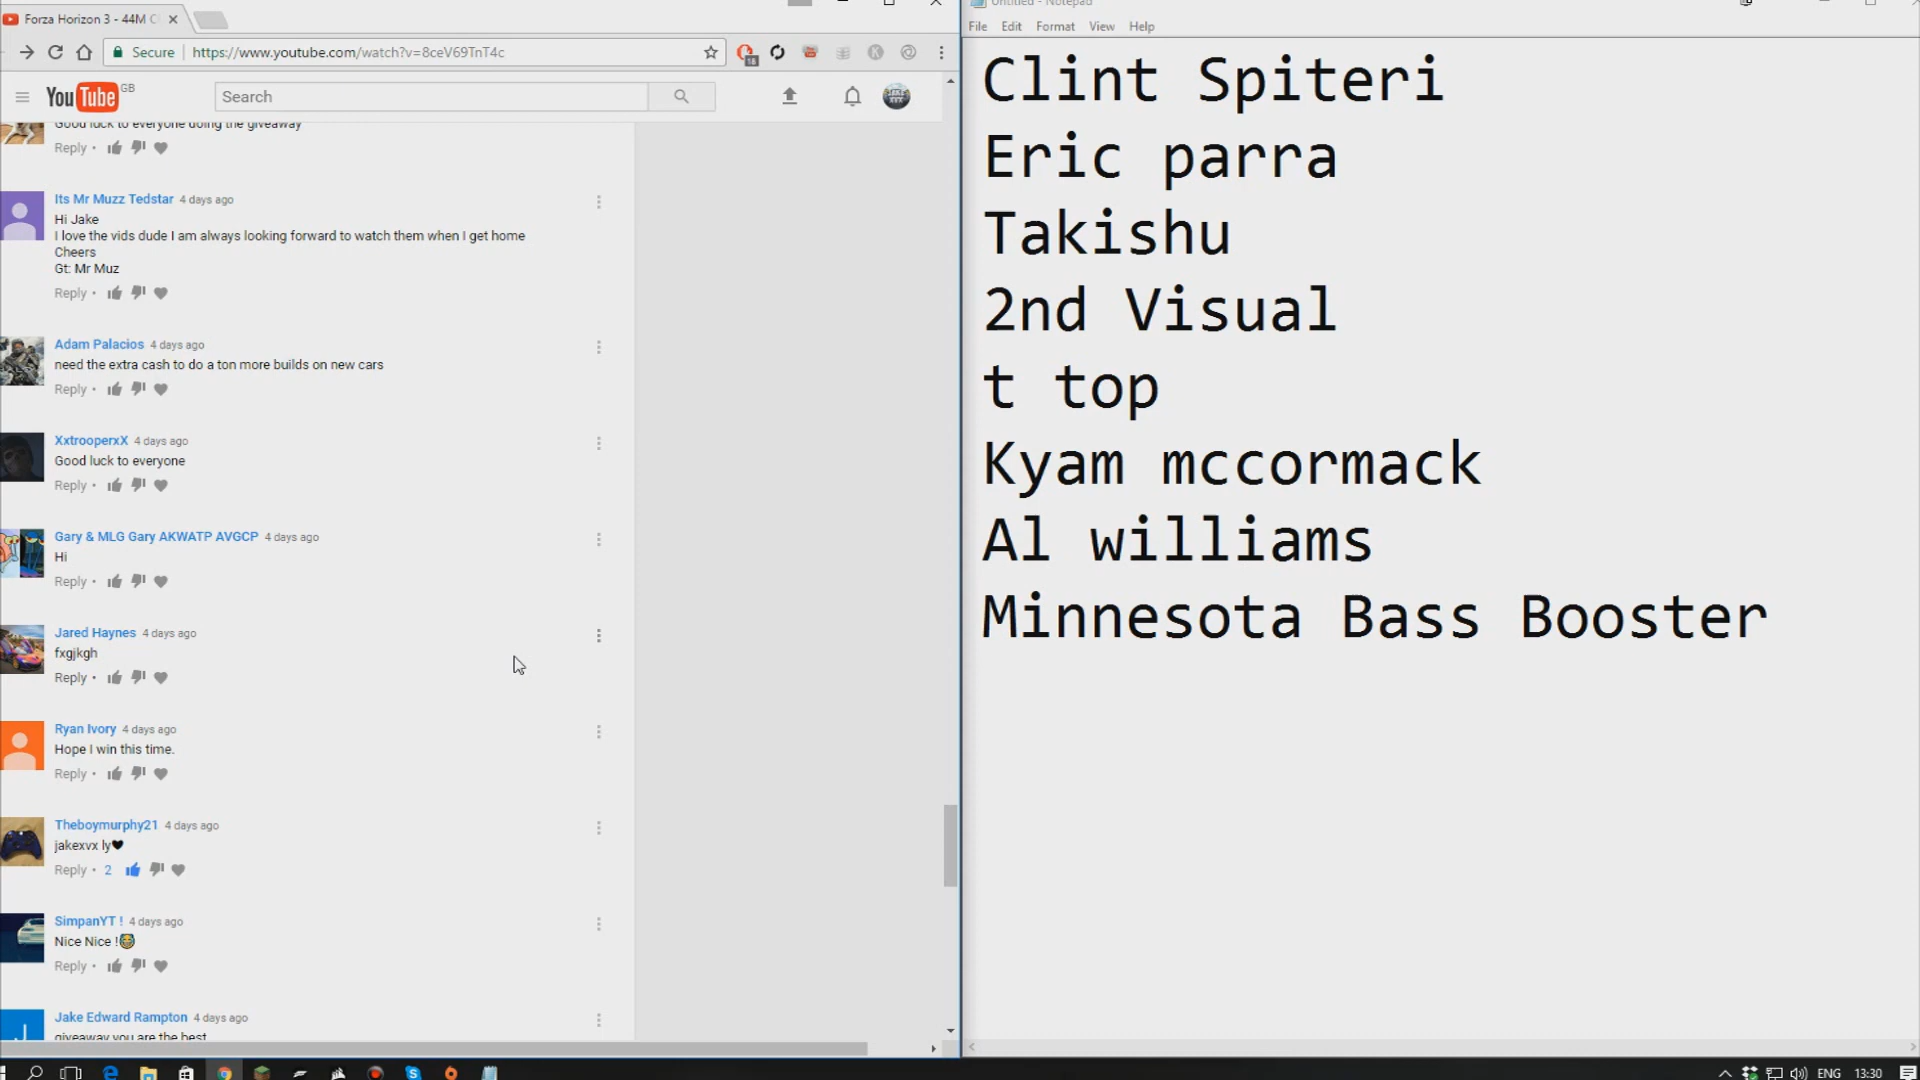 Forza Horizon 3 - 44M C
Secure https://www.youtube.com/watch?v=8ceV69TnT4c
18
YouTube GB
Search
JAKE XVX
Good luck to everyone doing the giveaway
Reply •
Its Mr Muzz Tedstar 4 days ago
Hi Jake
I love the vids dude I am always looking forward to watch them when I get home
Cheers
Gt: Mr Muz
Reply •
Adam Palacios 4 days ago
need the extra cash to do a ton more builds on new cars
Reply •
XxtrooperxX 4 days ago
Good luck to everyone
Reply •
Gary & MLG Gary AKWATP AVGCP 4 days ago
Hi
Reply •
Jared Haynes 4 days ago
fxgjkgh
Reply •
Ryan Ivory 4 days ago
Hope I win this time.
Reply •
Theboymurphy21 4 days ago
jakexvx ly🖤
Reply • 2
SimpanYT ! 4 days ago
Nice Nice !😂
Reply •
J
Jake Edward Rampton 4 days ago
giveaway you are the best
Untitled - Notepad
File Edit Format View Help
Clint Spiteri
Eric parra
Takishu
2nd Visual
t top
Kyam mccormack
Al williams
Minnesota Bass Booster
ENG 13:30